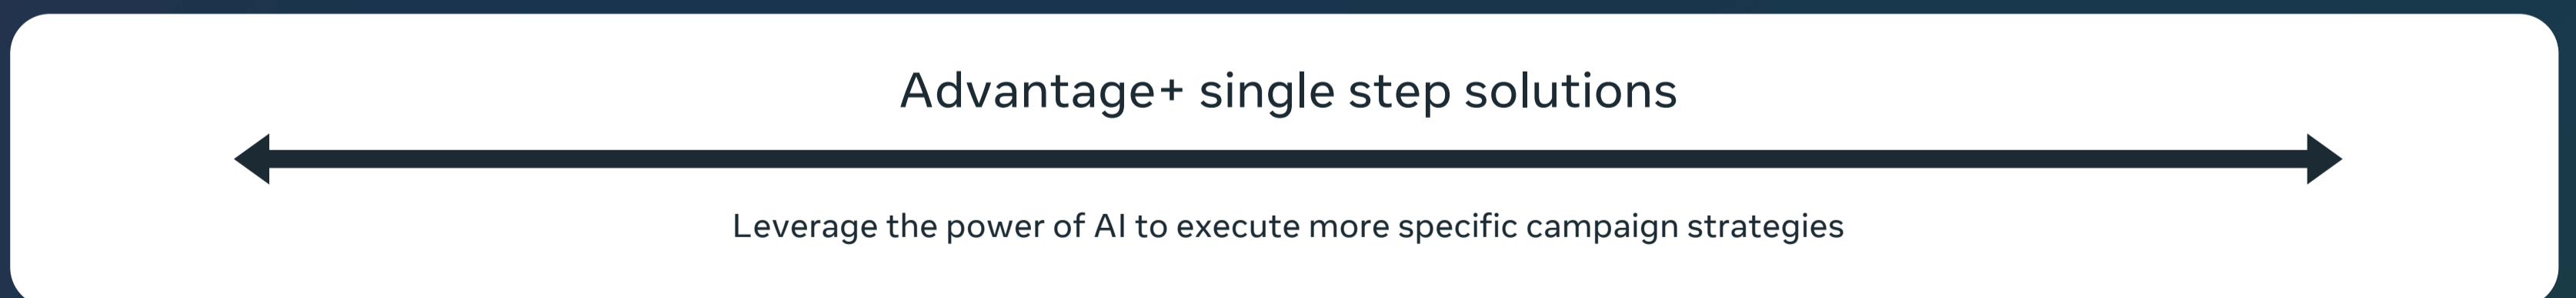 Advantage+ single step solutions
Leverage the power of AI to execute more specific campaign strategies